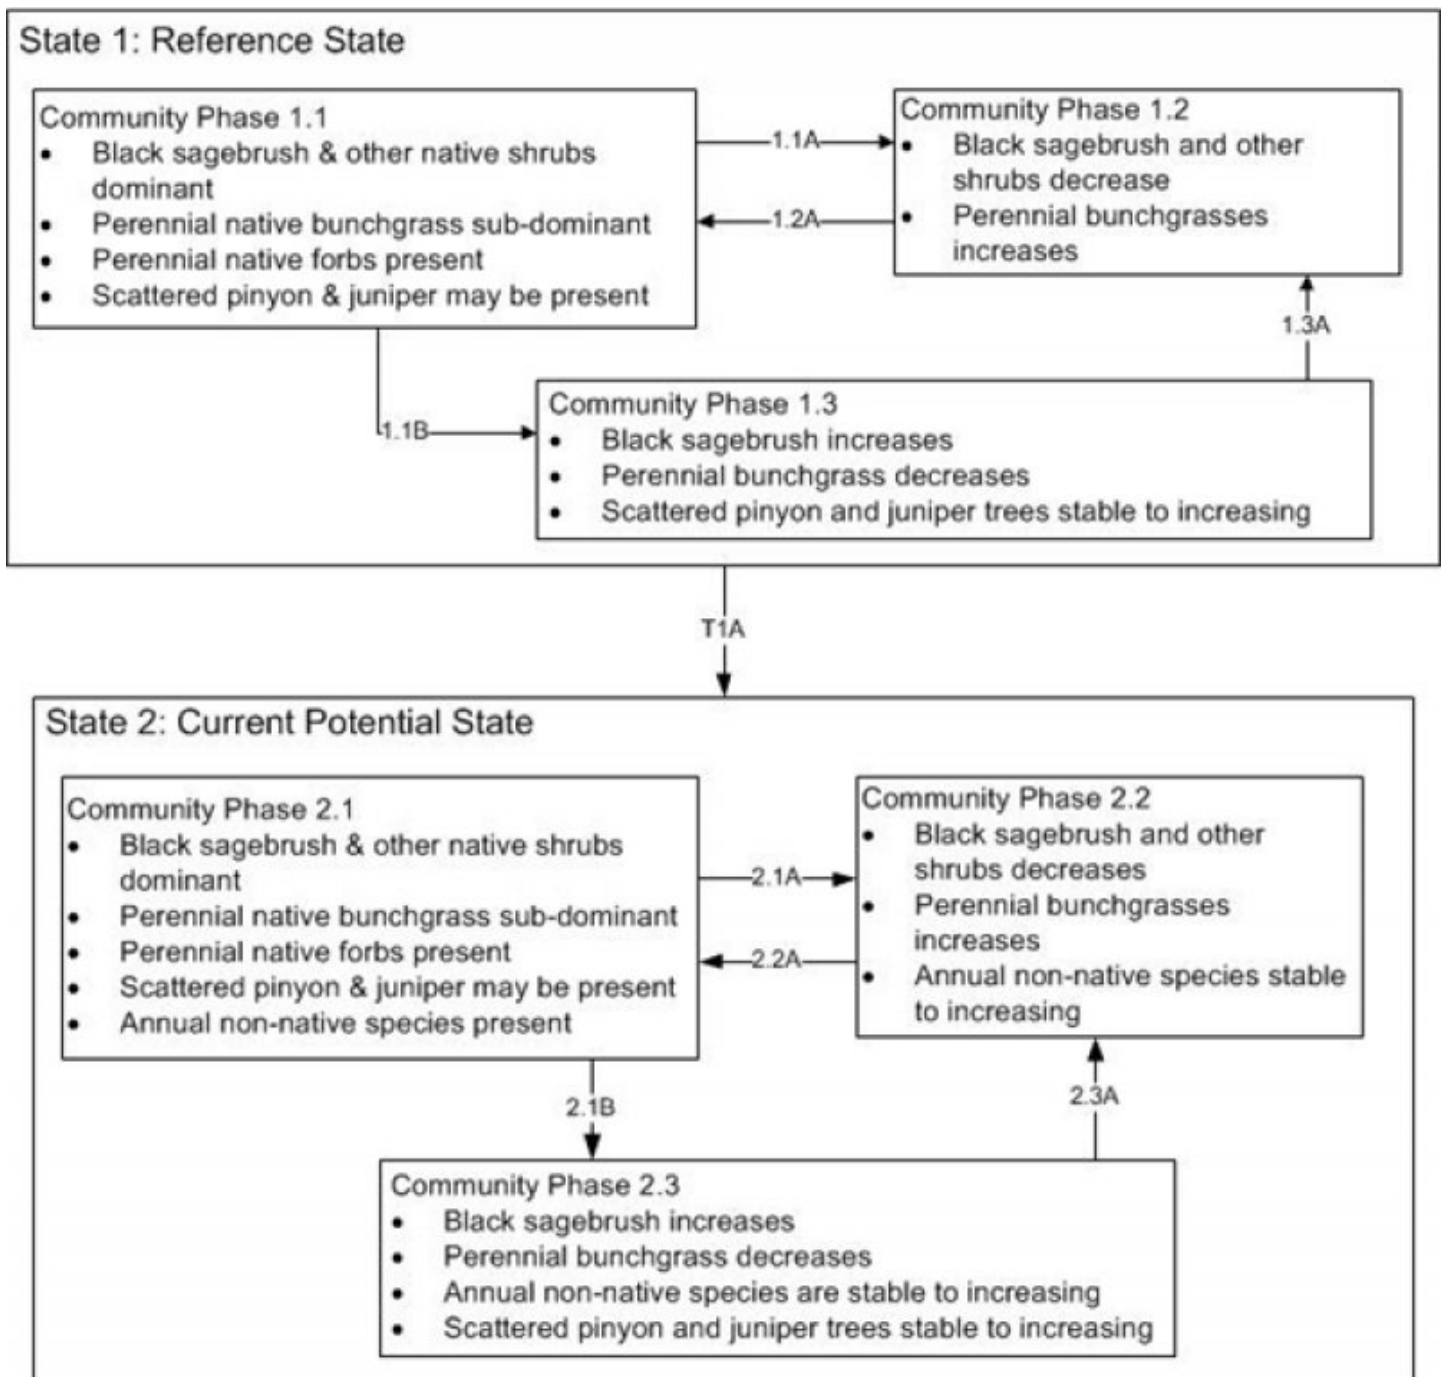 State 1: Reference State
Community Phase 1.1
• Black sagebrush & other native shrubs
dominant
• Perennial native bunchgrass sub-dominant
• Perennial native forbs present
• Scattered pinyon & juniper may be present
1.1A
1.2A
Community Phase 1.2
• Black sagebrush and other
shrubs decrease
• Perennial bunchgrasses
increases
1.3A
1.1B
Community Phase 1.3
• Black sagebrush increases
• Perennial bunchgrass decreases
• Scattered pinyon and juniper trees stable to increasing
T1A
State 2: Current Potential State
Community Phase 2.1
• Black sagebrush & other native shrubs
dominant
• Perennial native bunchgrass sub-dominant
• Perennial native forbs present
• Scattered pinyon & juniper may be present
• Annual non-native species present
2.1A
2.2A
Community Phase 2.2
• Black sagebrush and other
shrubs decreases
• Perennial bunchgrasses
increases
• Annual non-native species stable
to increasing
2.1B
2.3A
Community Phase 2.3
• Black sagebrush increases
• Perennial bunchgrass decreases
• Annual non-native species are stable to increasing
• Scattered pinyon and juniper trees stable to increasing